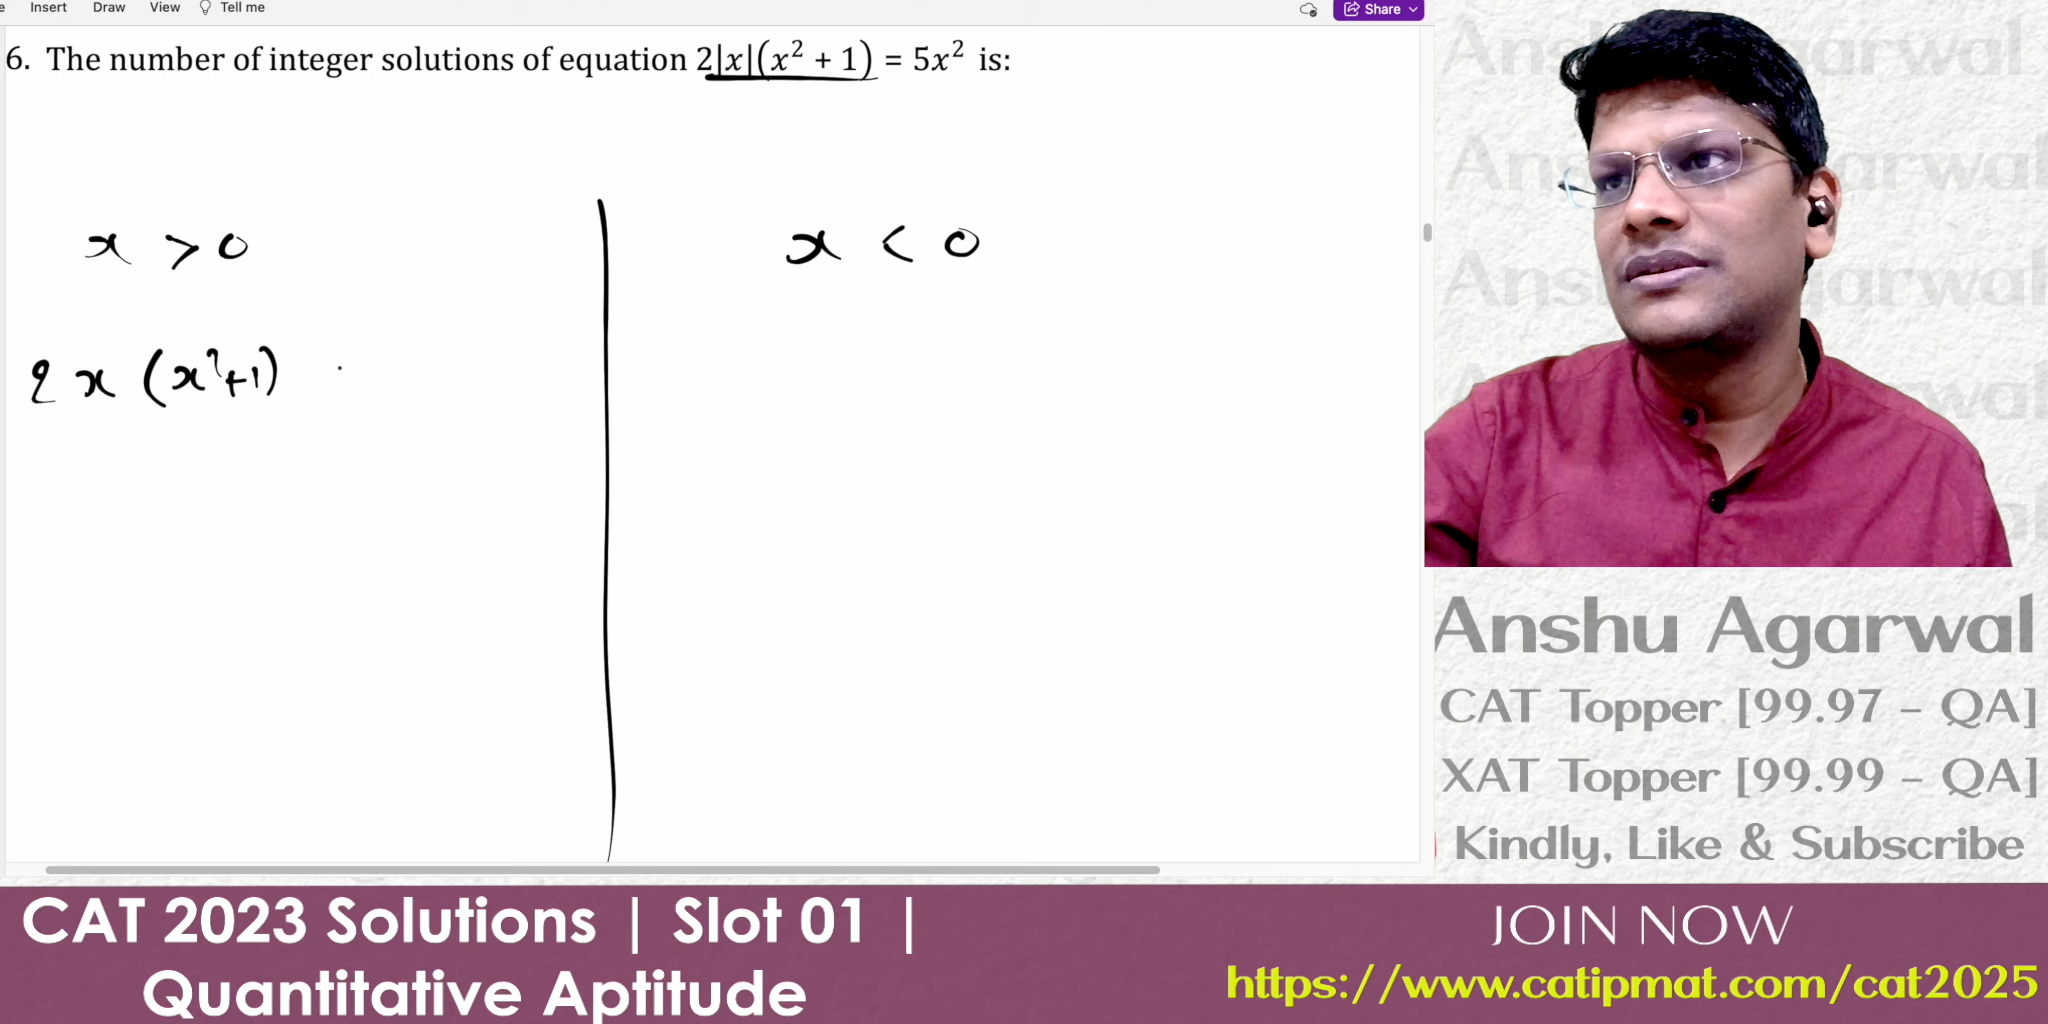 Insert Draw View Tell me Share
6. The number of integer solutions of equation 2|x|(x² + 1) = 5x² is:
x > 0
x < 0
2x (x²+1)
Anshu Agarwal
CAT Topper [99.97 – QA]
XAT Topper [99.99 – QA]
Kindly, Like & Subscribe
CAT 2023 Solutions | Slot 01 |
Quantitative Aptitude
JOIN NOW
https://www.catipmat.com/cat2025